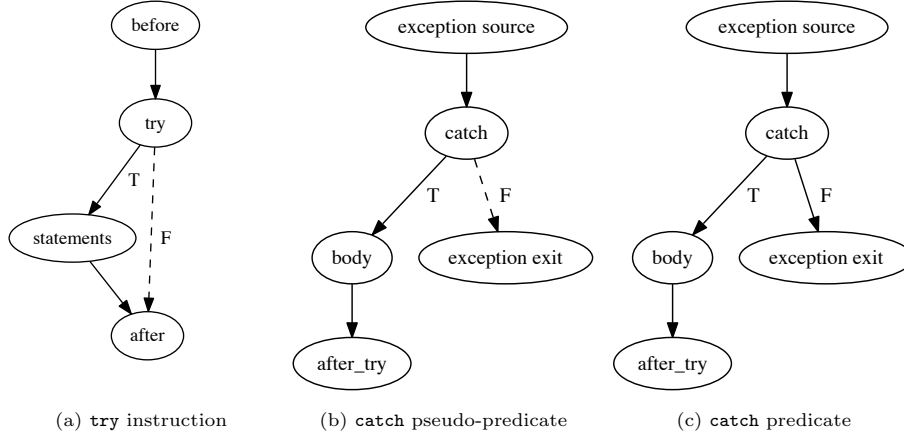 before
try
T
statements
F
after
(a) try instruction
exception source
catch
T
F
body
exception exit
after_try
(b) catch pseudo-predicate
exception source
catch
T
F
body
exception exit
after_try
(c) catch predicate